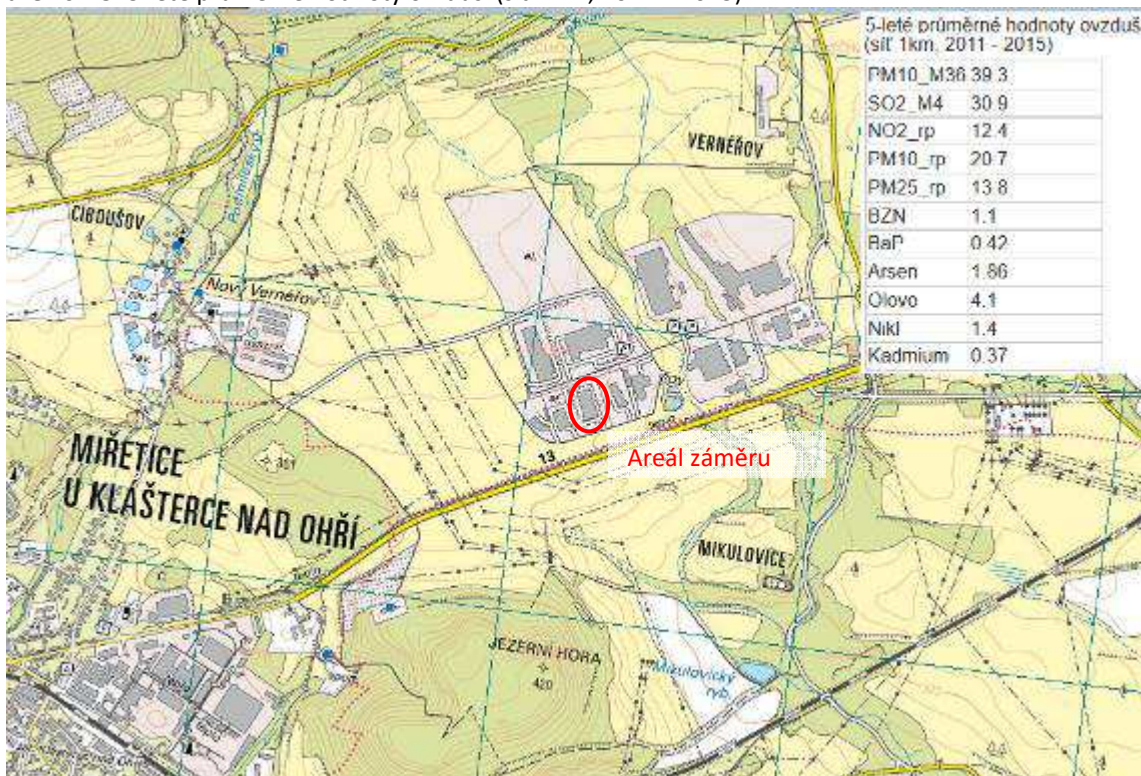 5-leté průměrné hodnoty ovzduš
(síť 1km, 2011 - 2015)
PM10_M36 39.3
SO2_M4 30.9
NO2_rp 12.4
PM10_rp 20.7
PM25_rp 13.8
BZN 1.1
BaP 0.42
Arsen 1.86
Olovo 4.1
Nikl 1.4
Kadmium 0.37
VERNÉŘOV
CIBOUŠOV
Nový Vernéřov
Areál záměru
13
351
MIŘETICE
U KLÁŠTERCE NAD OHŘÍ
MIKULOVICE
JEZERNÍ HORA
420
Mikulovický
ryb.